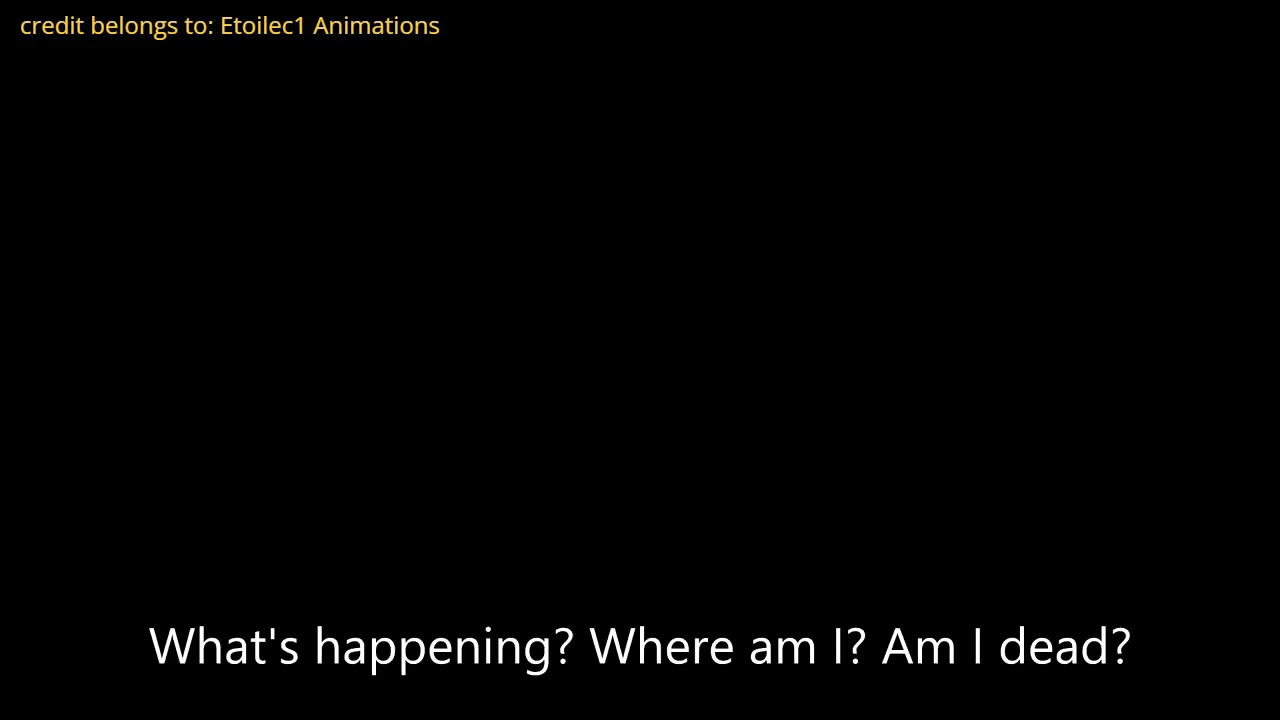 credit belongs to: Etoilec1 Animations
What's happening? Where am I? Am I dead?